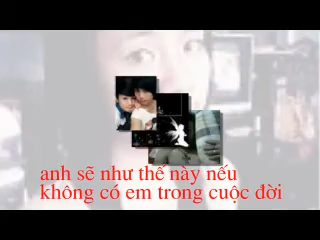 anh sẽ như thế này nếu
không có em trong cuộc đời